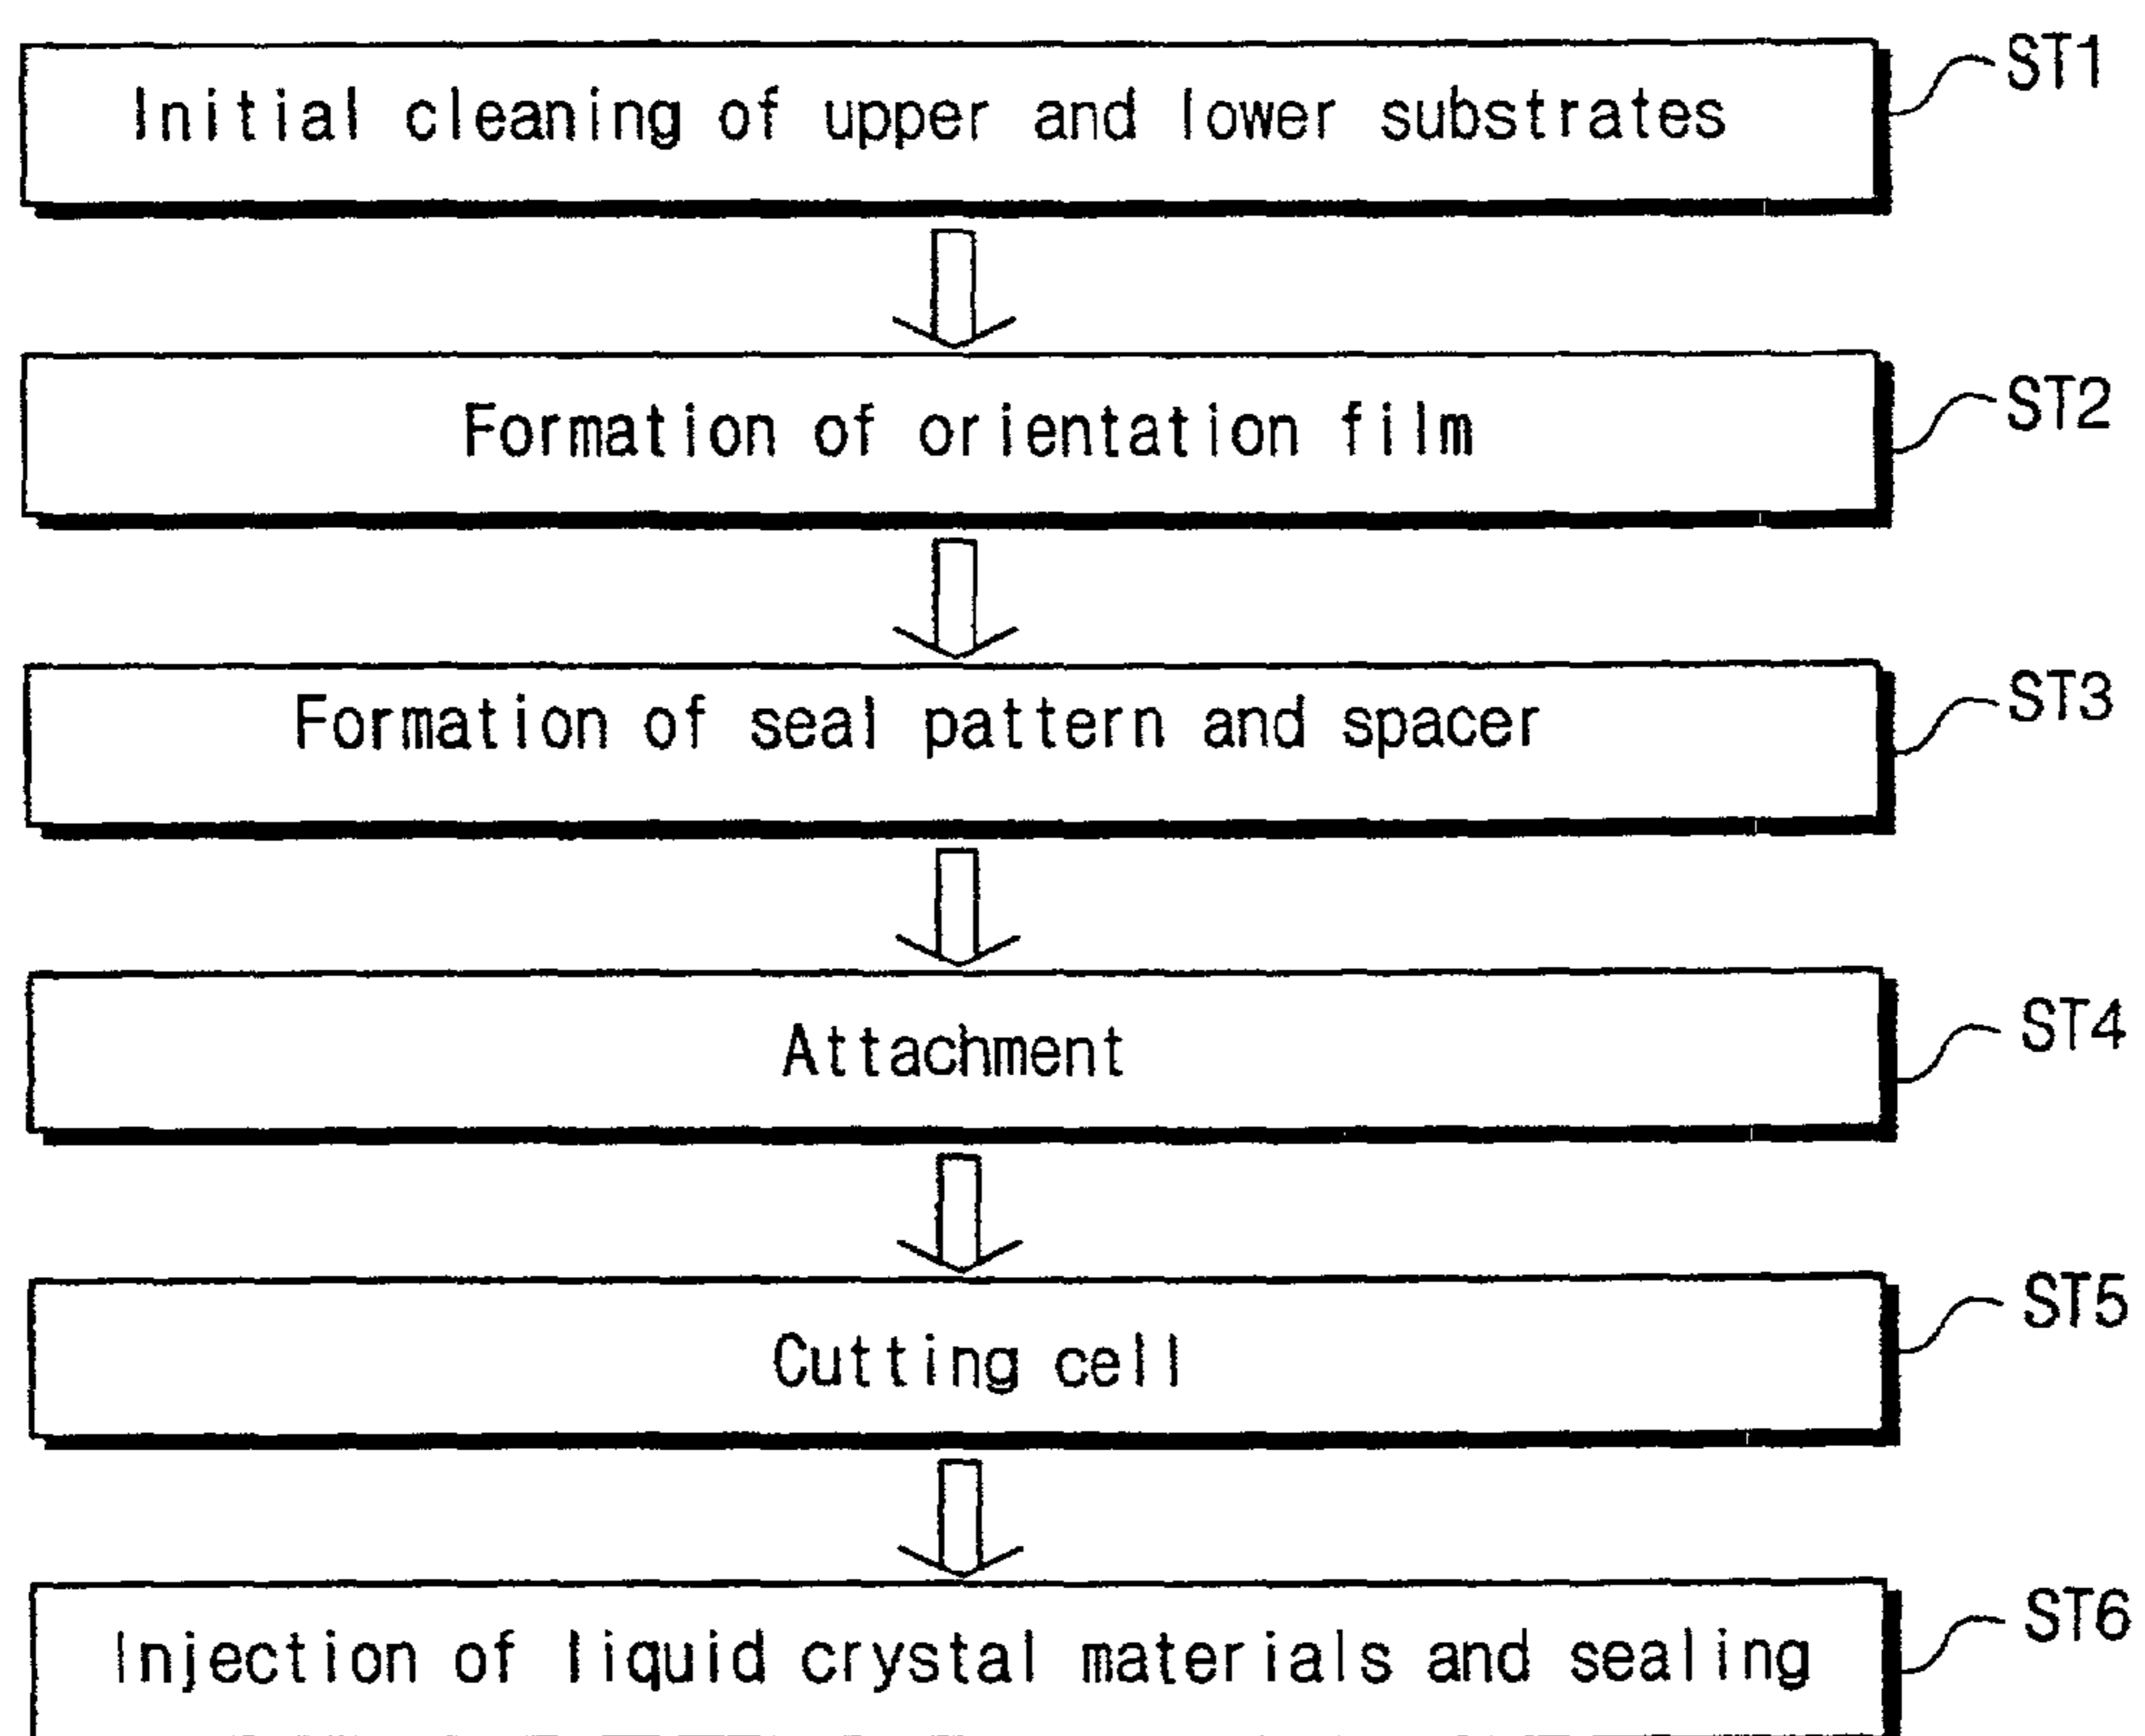 Initial cleaning of upper and lower substrates
ST1
Formation of orientation film
ST2
Formation of seal pattern and spacer
ST3
Attachment
ST4
Cutting cell
ST5
Injection of liquid crystal materials and sealing
ST6